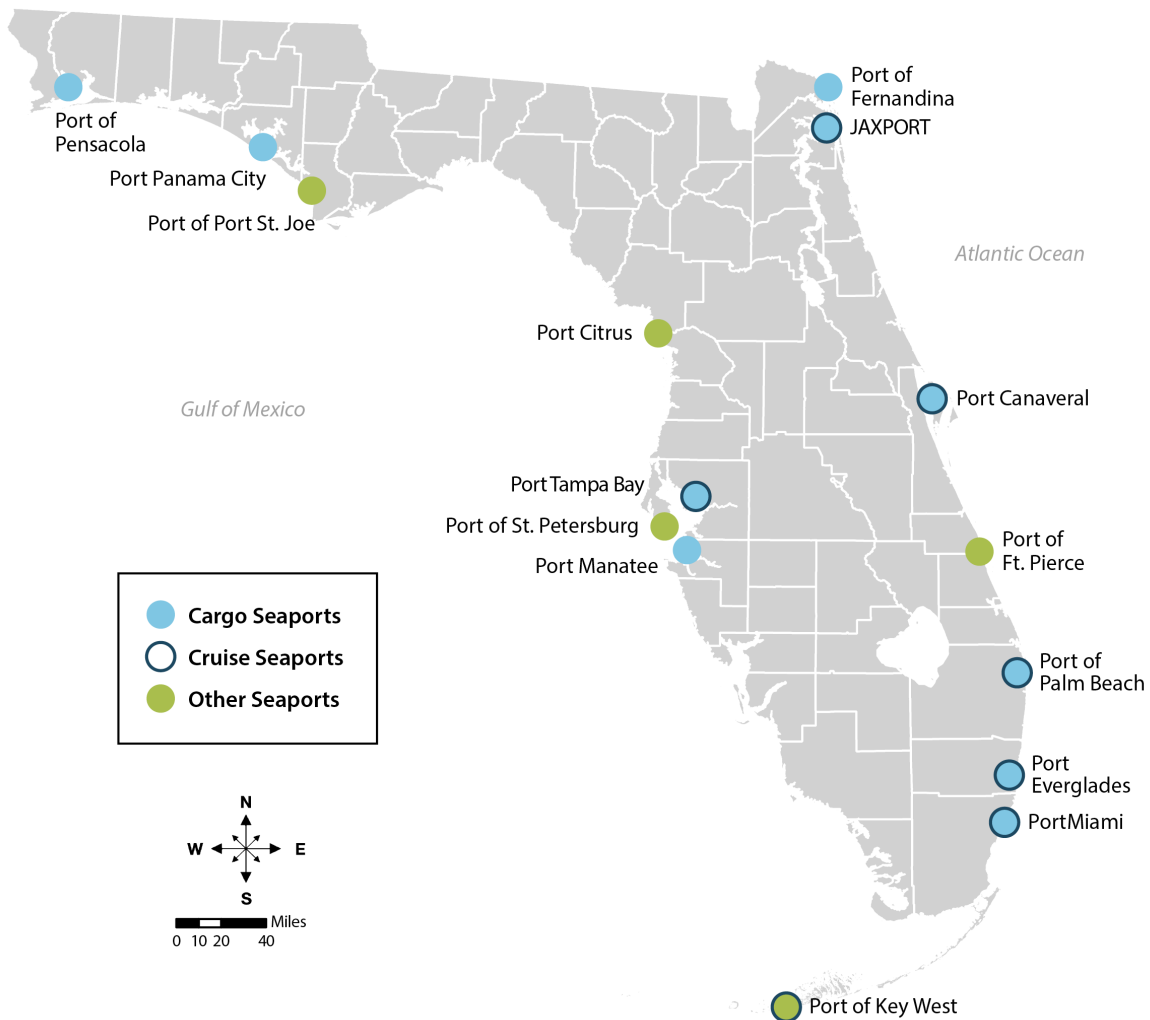 Port of
Fernandina
JAXPORT
Port of
Pensacola
Port Panama City
Port of Port St. Joe
Atlantic Ocean
Port Citrus
Gulf of Mexico
Port Canaveral
Port Tampa Bay
Port of St. Petersburg
Port Manatee
Port of
Ft. Pierce
Cargo Seaports
Cruise Seaports
Other Seaports
Port of
Palm Beach
Port
Everglades
PortMiami
N
W E
S
Miles
0 10 20 40
Port of Key West